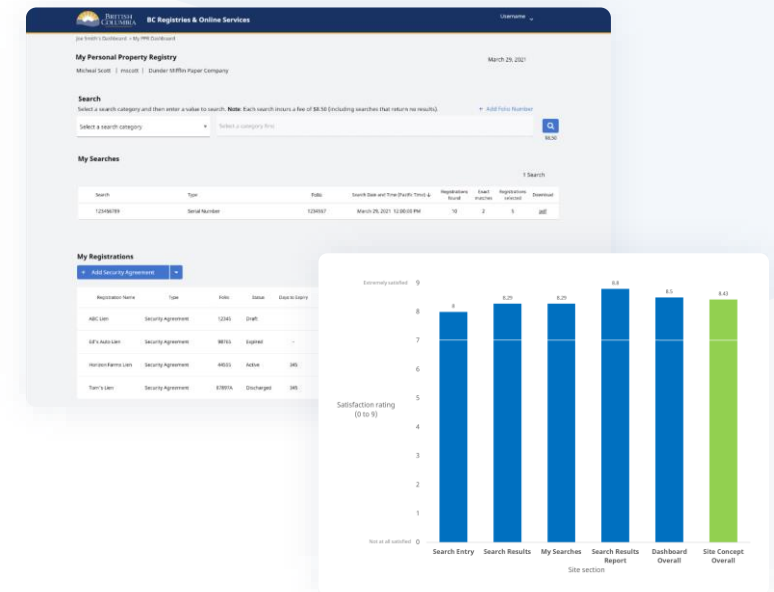 BRITISH
COLUMBIA
BC Registries & Online Services
Username
Joe Smith's Dashboard > My PPR Dashboard
My Personal Property Registry
March 29, 2021
Micheal Scott | mscott | Dunder Mifflin Paper Company
Search
Select a search category and then enter a value to search. Note: Each search incurs a fee of $8.50 (including searches that return no results).
+ Add Folio Number
Select a search category
Select a category first
$8.50
My Searches
1 Search
Search Type Folio Search Date and Time (Pacific Time) ↓ Registrations found Exact matches Registrations selected Download
123456789 Serial Number 1234567 March 29, 2021 12:00:05 PM 10 2 5 pdf
My Registrations
+ Add Security Agreement
Registration Name Type Folio Status Days to Expiry
ABC Lien Security Agreement 12345 Draft
Ed's Auto Lien Security Agreement Expired -
Horizon Farms Lien Security Agreement Active 345
Tom's Lien Security Agreement Discharged 345
Extremely satisfied 9
8
7
6
5
4
3
2
1
Not at all satisfied 0
Satisfaction rating
(0 to 9)
8 8.29 8.29 8.8 8.5 8.43
Search Entry Search Results My Searches Search Results Report Dashboard Overall Site Concept Overall
Site section